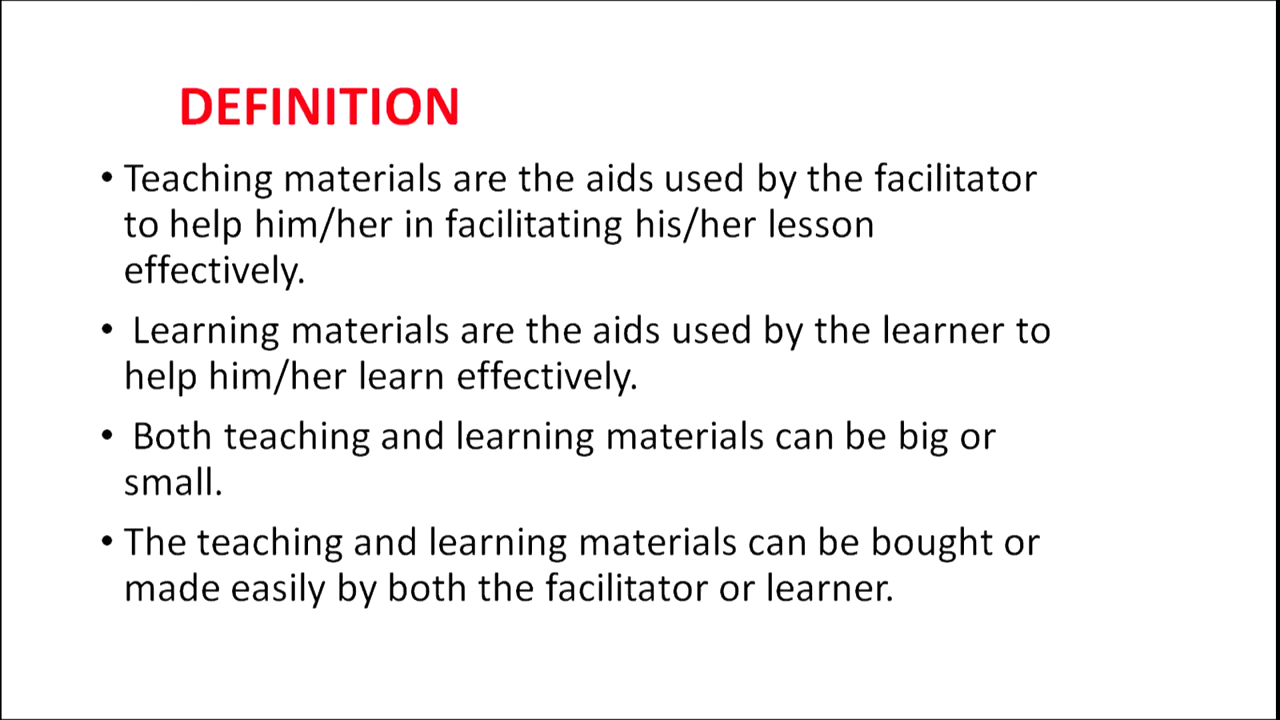 DEFINITION
• Teaching materials are the aids used by the facilitator
to help him/her in facilitating his/her lesson
effectively.
• Learning materials are the aids used by the learner to
help him/her learn effectively.
• Both teaching and learning materials can be big or
small.
• The teaching and learning materials can be bought or
made easily by both the facilitator or learner.